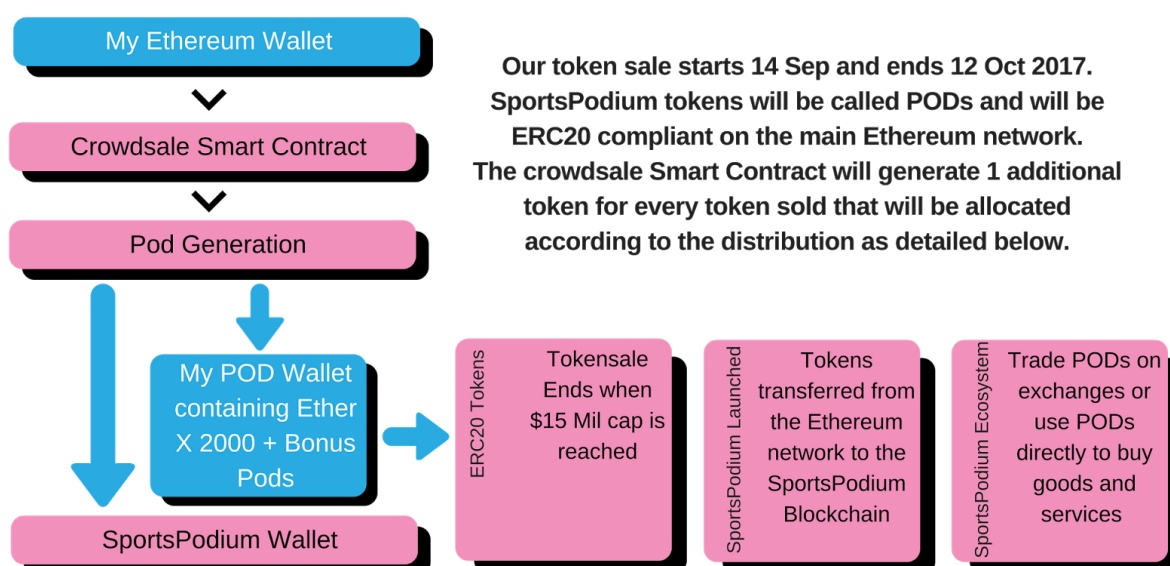 My Ethereum Wallet
Crowdsale Smart Contract
Pod Generation
Our token sale starts 14 Sep and ends 12 Oct 2017.
SportsPodium tokens will be called PODs and will be
ERC20 compliant on the main Ethereum network.
The crowdsale Smart Contract will generate 1 additional
token for every token sold that will be allocated
according to the distribution as detailed below.
My POD Wallet
containing Ether
X 2000 + Bonus
Pods
SportsPodium Wallet
ERC20 Tokens
Tokensale
Ends when
$15 Mil cap is
reached
SportsPodium Launched
Tokens
transferred from
the Ethereum
network to the
SportsPodium
Blockchain
SportsPodium Ecosystem
Trade PODs on
exchanges or
use PODs
directly to buy
goods and
services